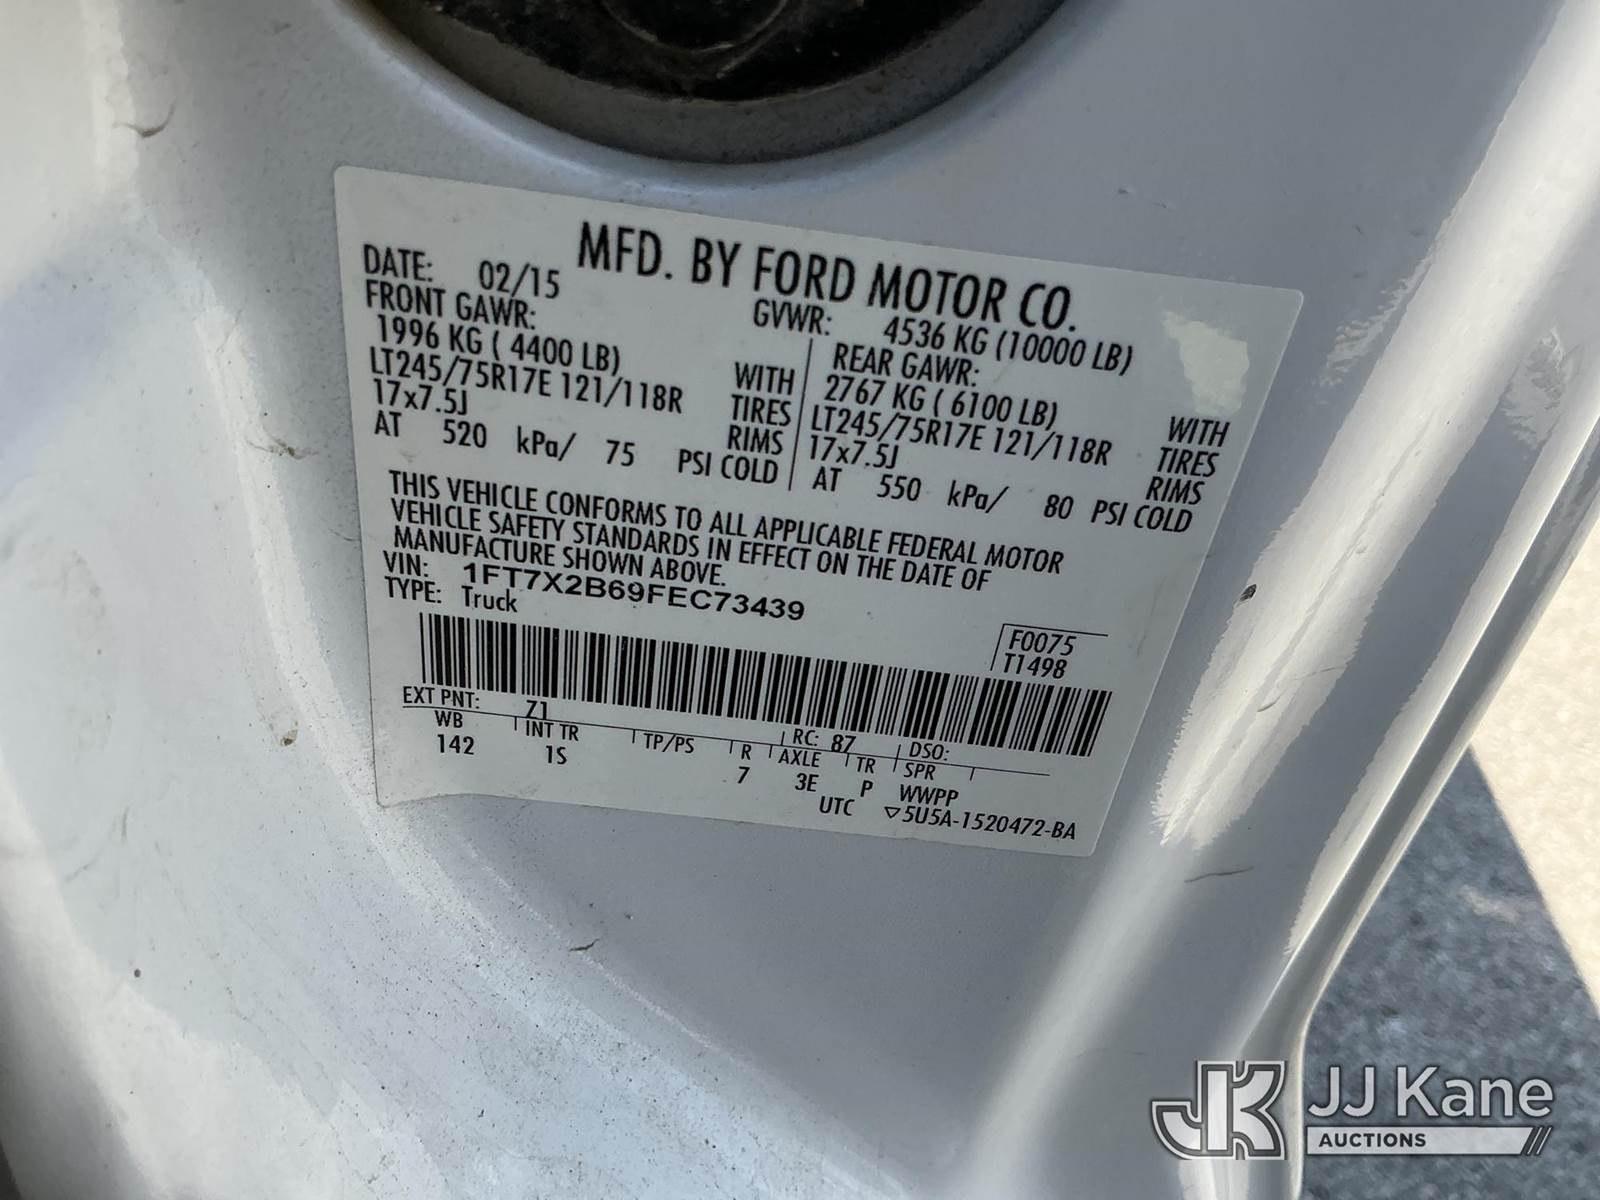 MFD. BY FORD MOTOR CO.
DATE: 02/15
GVWR: 4536 KG (10000 LB)
FRONT GAWR:
1996 KG ( 4400 LB)
LT245/75R17E 121/118R
17x7.5J
WITH
TIRES
RIMS
AT 520 kPa/ 75 PSI COLD
REAR GAWR:
2767 KG ( 6100 LB)
LT245/75R17E 121/118R
17x7.5J
WITH
TIRES
RIMS
AT 550 kPa/ 80 PSI COLD
THIS VEHICLE CONFORMS TO ALL APPLICABLE FEDERAL MOTOR
VEHICLE SAFETY STANDARDS IN EFFECT ON THE DATE OF
MANUFACTURE SHOWN ABOVE.
VIN: 1FT7X2B69FEC73439
TYPE: Truck
F0075
T1498
EXT PNT: Z1 RC: 87 DSO:
WB INT TR TP/PS R AXLE TR SPR
142 1S 7 3E P WWPP
UTC ▽5U5A-1520472-BA
JK JJ Kane
AUCTIONS